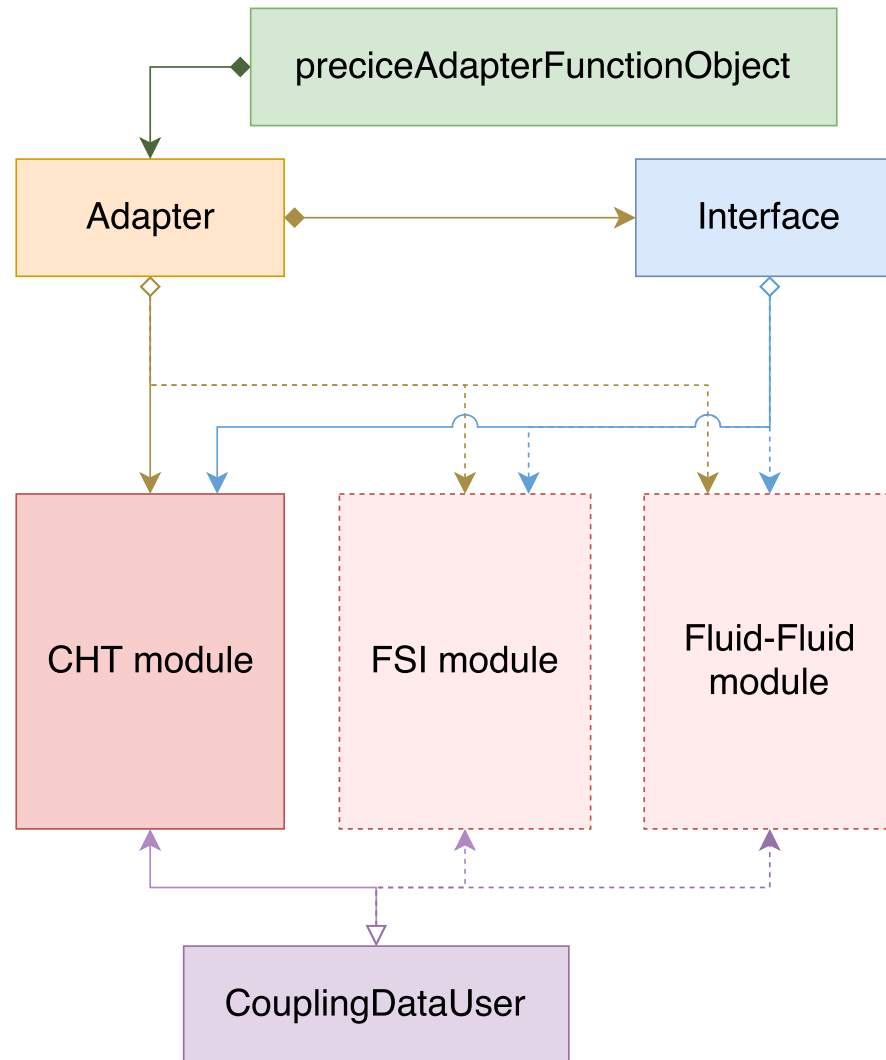 preciceAdapterFunctionObject
Adapter
Interface
CHT module
FSI module
Fluid-Fluid
module
CouplingDataUser